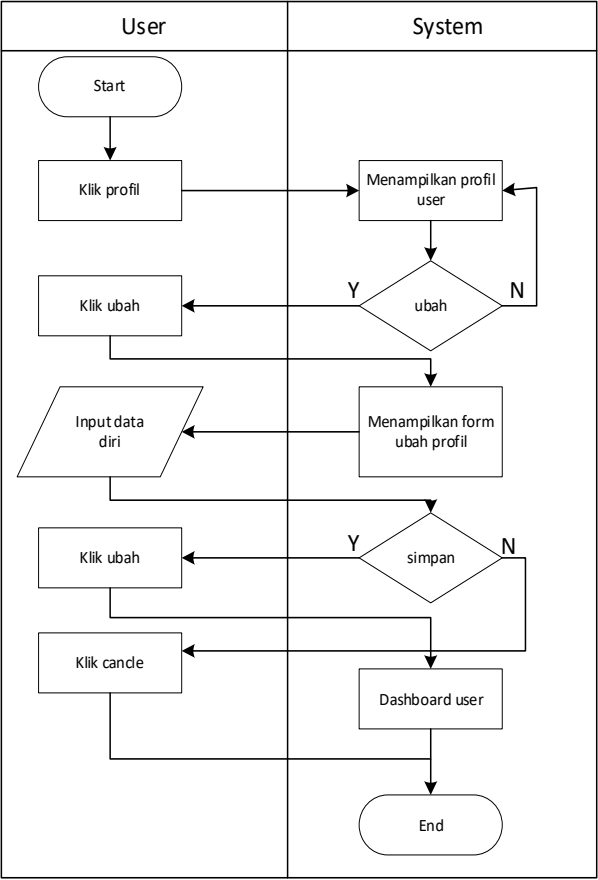 User
System
Start
Klik profil
Menampilkan profil
user
ubah
Y
N
Klik ubah
Input data
diri
Menampilkan form
ubah profil
Y
N
simpan
Klik ubah
Klik cancle
Dashboard user
End